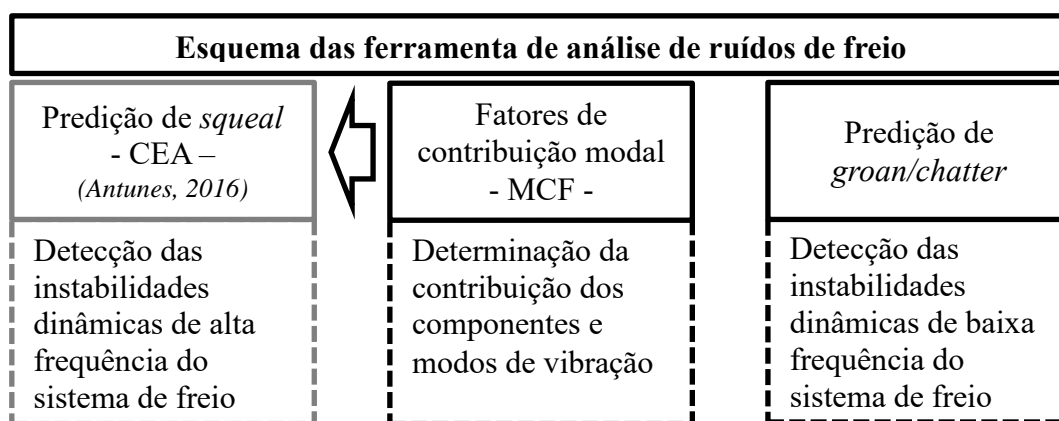 Esquema das ferramenta de análise de ruídos de freio
Predição de squeal
- CEA –
(Antunes, 2016)
Detecção das
instabilidades
dinâmicas de alta
frequência do
sistema de freio
Fatores de
contribuição modal
- MCF -
Determinação da
contribuição dos
componentes e
modos de vibração
Predição de
groan/chatter
Detecção das
instabilidades
dinâmicas de baixa
frequência do
sistema de freio